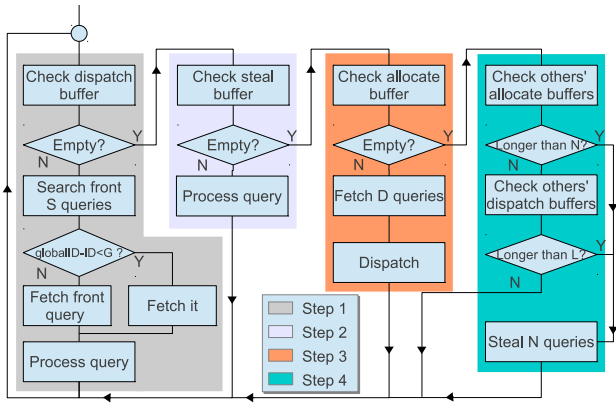 Check dispatch
buffer
Empty?
Y
N
Search front
S queries
globalID-ID<G ?
N
Y
Fetch front
query
Fetch it
Process query
Check steal
buffer
Empty?
Y
N
Process query
Check allocate
buffer
Empty?
Y
N
Fetch D queries
Dispatch
Check others'
allocate buffers
Longer than N?
Y
N
Check others'
dispatch buffers
Longer than L?
Y
N
Steal N queries
Step 1
Step 2
Step 3
Step 4